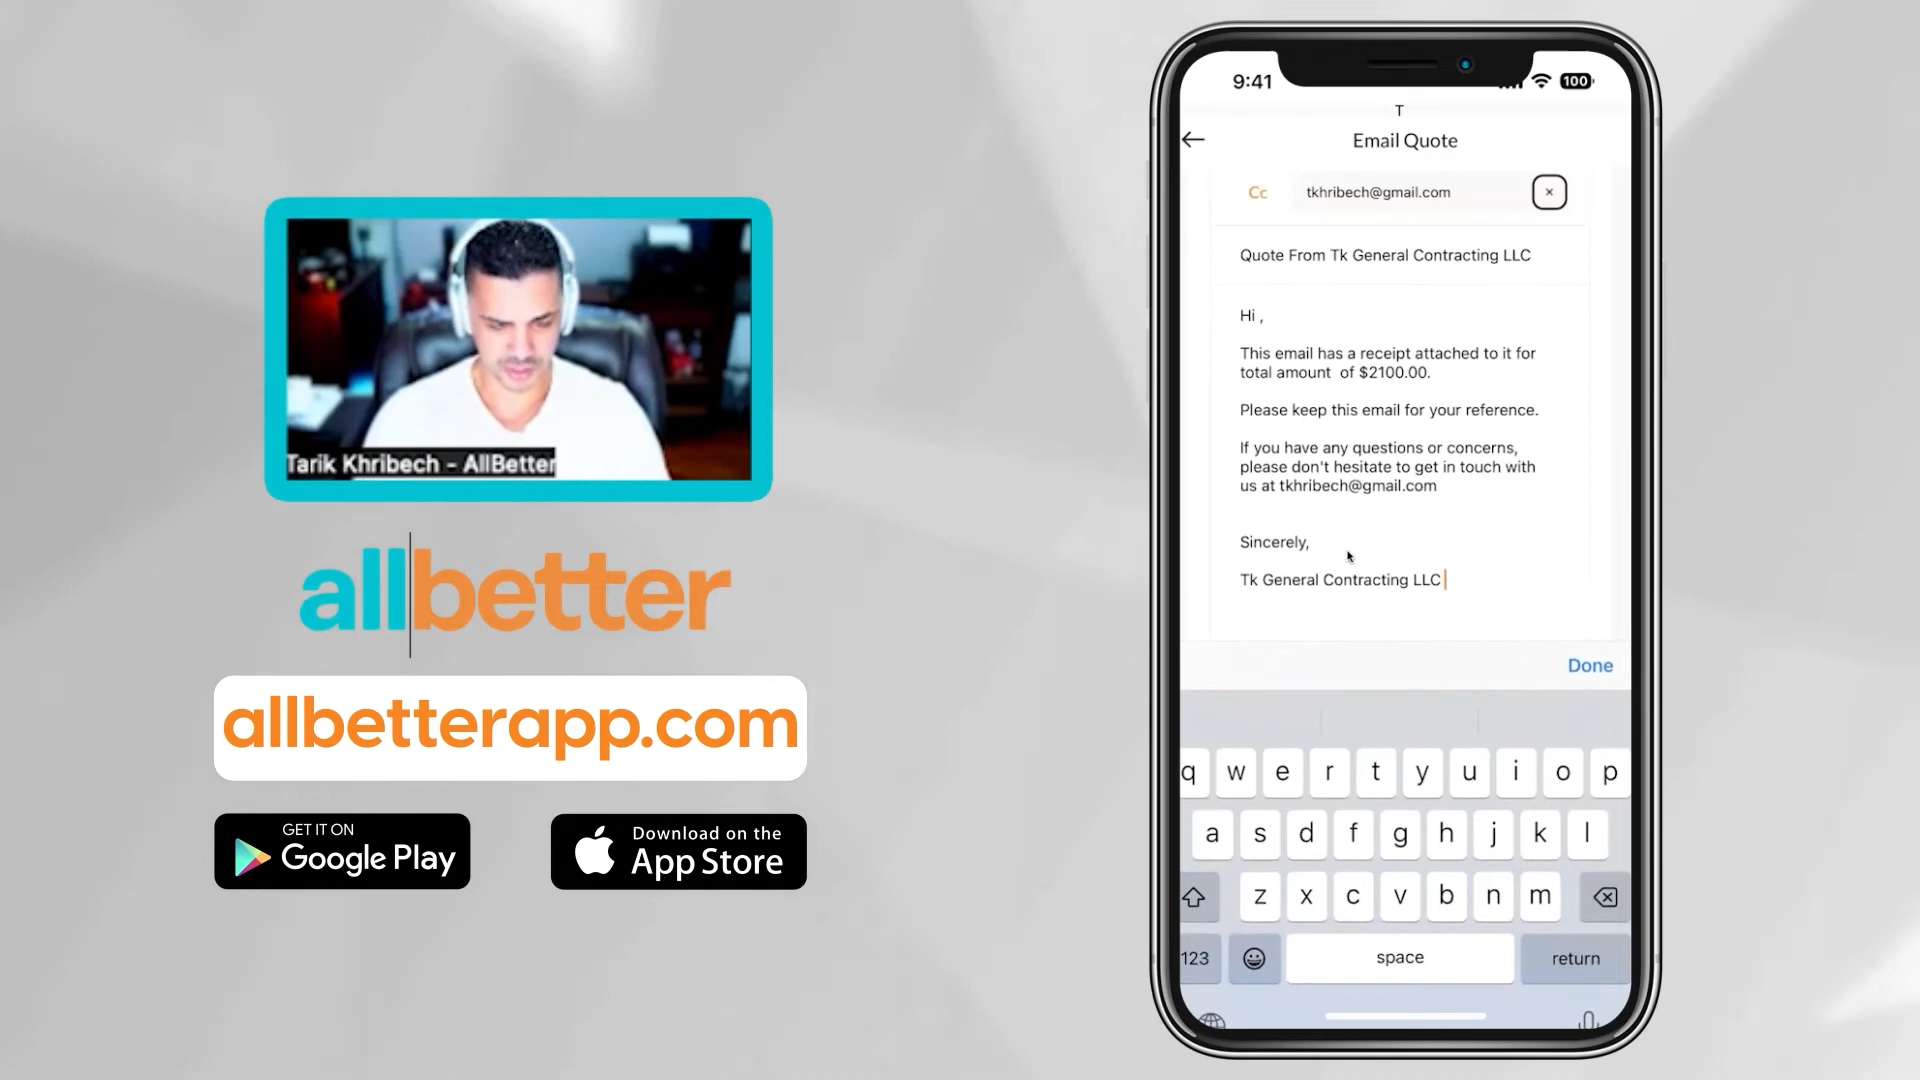 Tarik Khribech - AllBetter
allbetter
allbetterapp.com
GET IT ON
Google Play
Download on the
App Store
9:41
100
T
Email Quote
Cc
tkhribech@gmail.com
×
Quote From Tk General Contracting LLC
Hi ,
This email has a receipt attached to it for
total amount  of $2100.00.
Please keep this email for your reference.
If you have any questions or concerns,
please don't hesitate to get in touch with
us at tkhribech@gmail.com
Sincerely,
Tk General Contracting LLC
Done
q w e r t y u i o p
a s d f g h j k l
z x c v b n m
123 space return